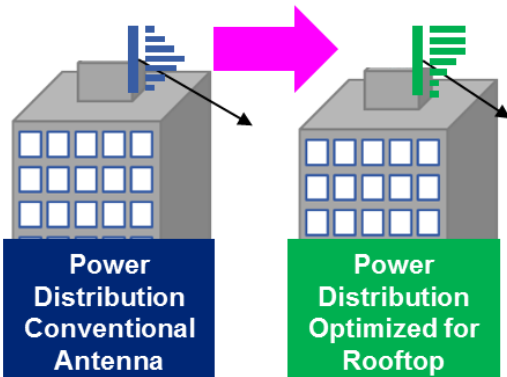 Power
Distribution
Conventional
Antenna
Power
Distribution
Optimized for
Rooftop